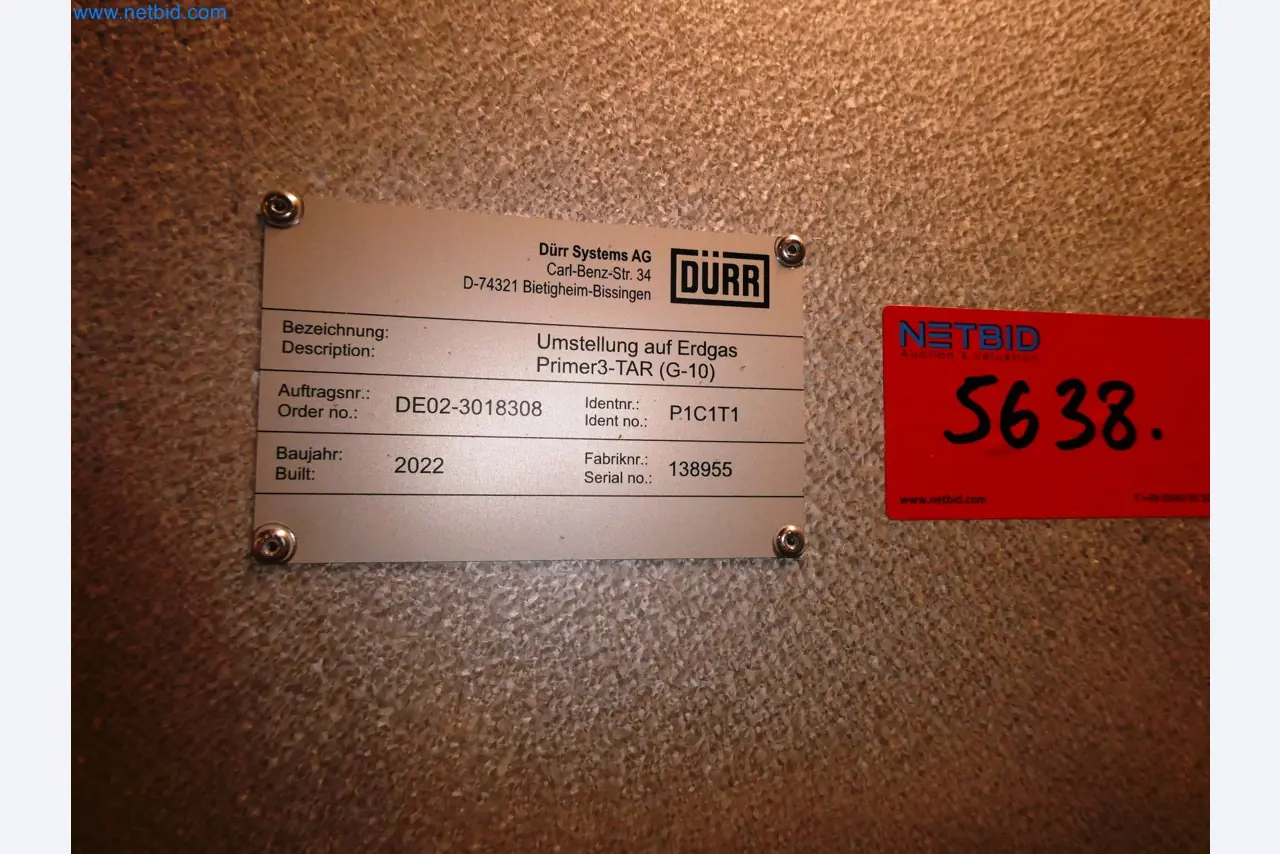 www.netbid.com
Dürr Systems AG
Carl-Benz-Str. 34
D-74321 Bietigheim-Bissingen
DÜRR
Bezeichnung:
Description:
Umstellung auf Erdgas
Primer3-TAR (G-10)
Auftragsnr.:
Order no.:
DE02-3018308
Identnr.:
Ident no.:
P1C1T1
Baujahr:
Built:
2022
Fabriknr.:
Serial no.:
138955
NETBID
Auction & Valuation
5638.
www.netbid.com